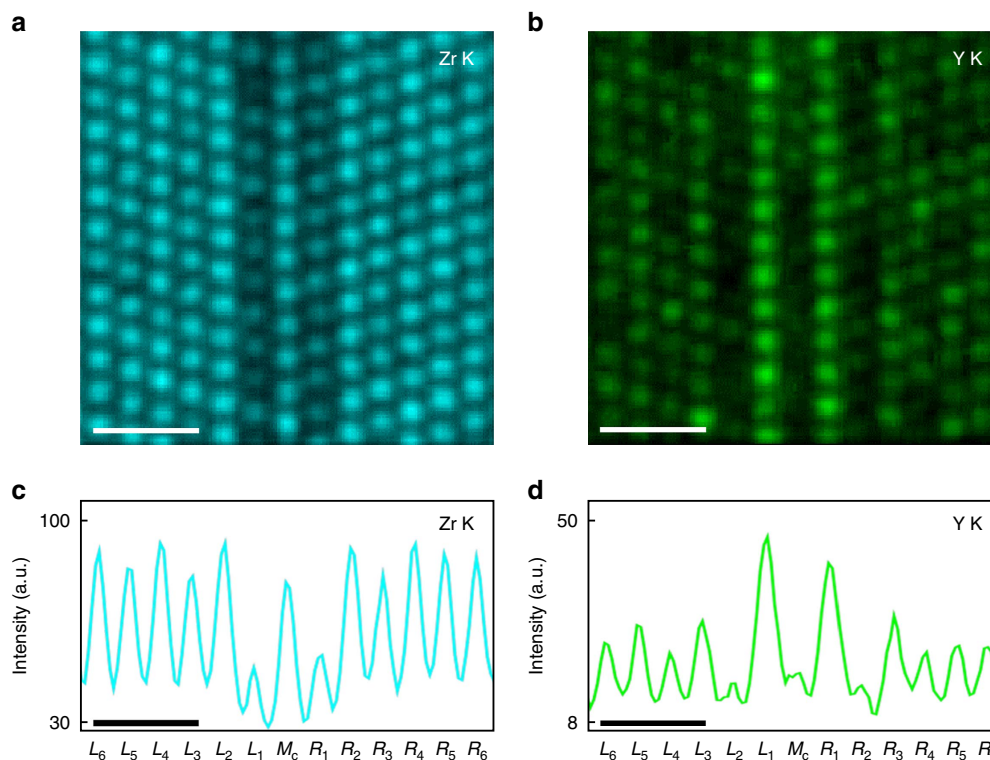 a
Zr K
b
Y K
c
100
Zr K
Intensity (a.u.)
30
L6 L5 L4 L3 L2 L1 Mc R1 R2 R3 R4 R5 R6
d
50
Y K
Intensity (a.u.)
8
L6 L5 L4 L3 L2 L1 Mc R1 R2 R3 R4 R5 R